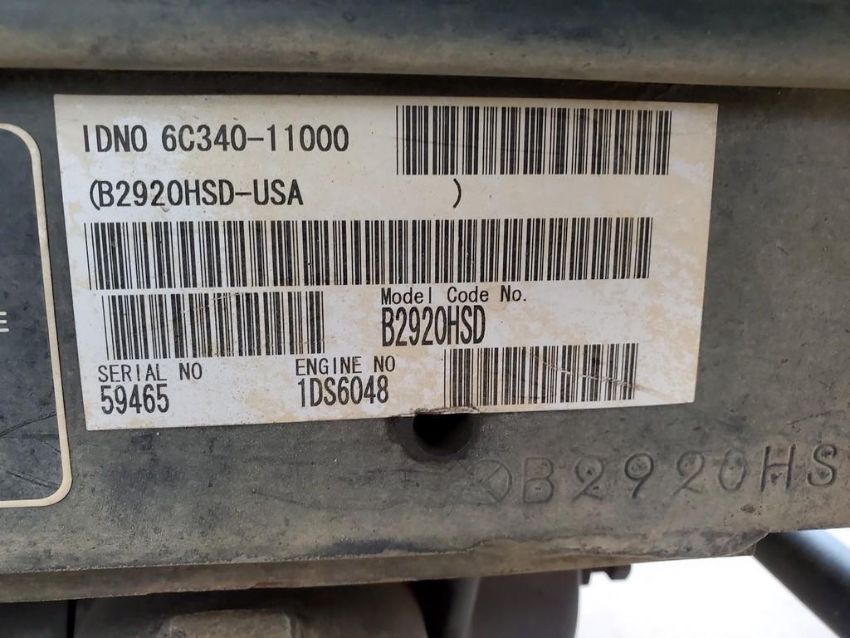 IDNO 6C340-11000
(B2920HSD-USA )
Model Code No.
B2920HSD
SERIAL NO
59465
ENGINE NO
1DS6048
E
B2920HS